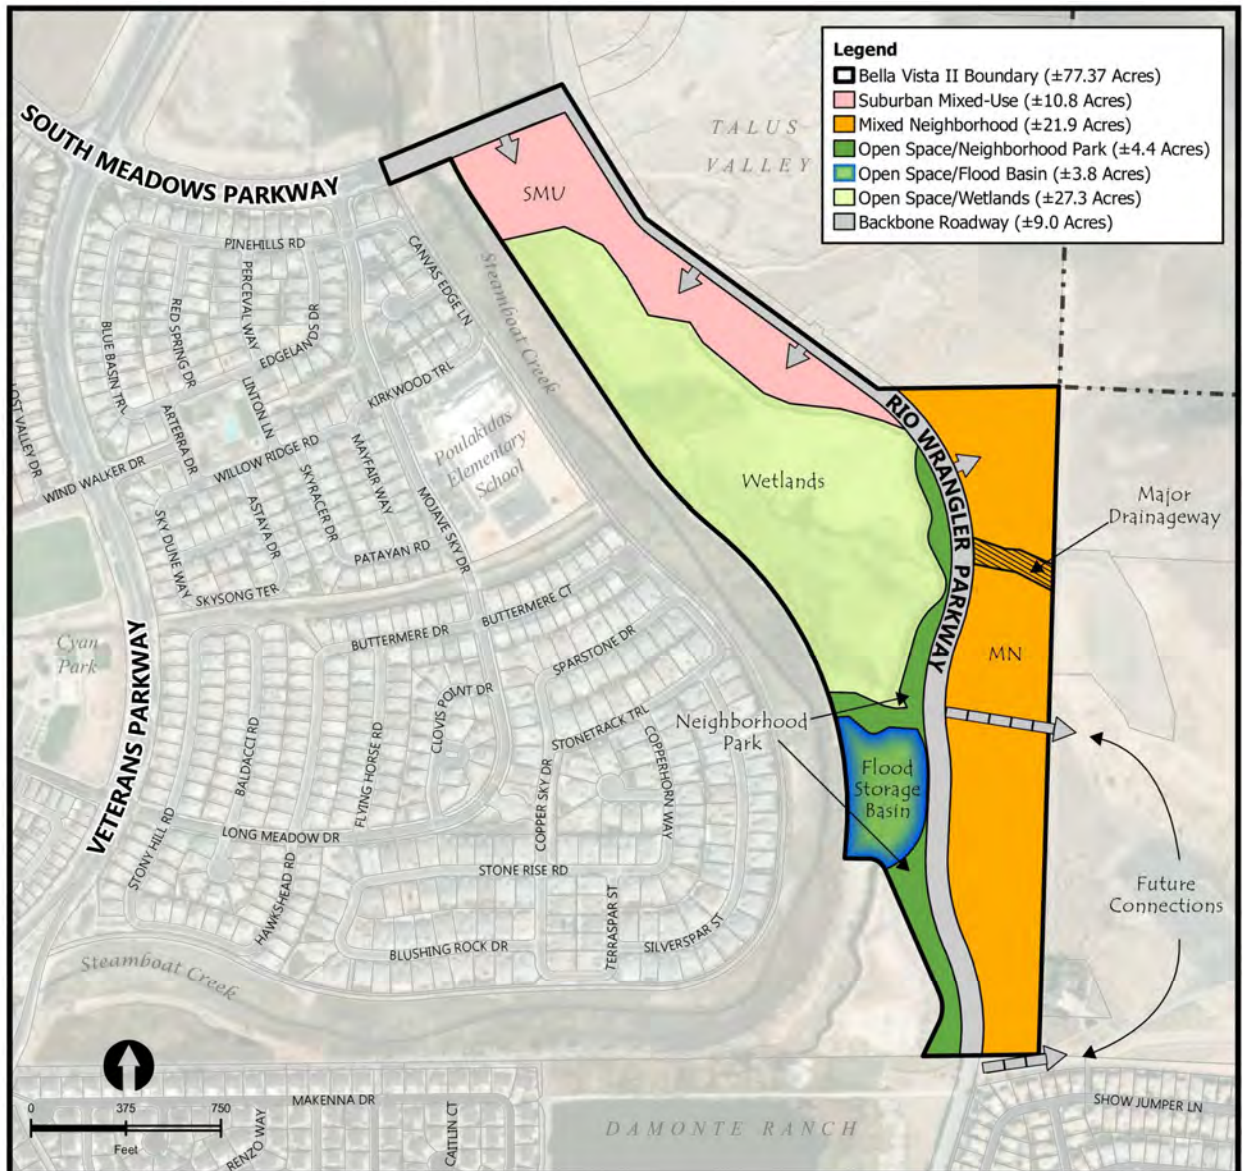 Legend
Bella Vista II Boundary (±77.37 Acres)
Suburban Mixed-Use (±10.8 Acres)
Mixed Neighborhood (±21.9 Acres)
Open Space/Neighborhood Park (±4.4 Acres)
Open Space/Flood Basin (±3.8 Acres)
Open Space/Wetlands (±27.3 Acres)
Backbone Roadway (±9.0 Acres)
TALUS
VALLEY
SOUTH MEADOWS PARKWAY
SMU
PINEHILLS RD
CANVAS EDGE LN
PERCEVAL WAY
RED SPRING DR
BLUE BASIN TRL
EDGELANDS DR
Steamboat Creek
LOST VALLEY DR
LINTON LN
KIRKWOOD TRL
ARTERRA DR
WILLOW RIDGE RD
WIND WALKER DR
MAYFAIR WAY
SKYRACER DR
ASTAYA DR
SKY DUNE WAY
PATAYAN RD
MOJAVE SKY DR
SKYSONG TER
Poulakidas
Elementary
School
Wetlands
RIO WRANGLER PARKWAY
Major
Drainageway
MN
BUTTERMERE CT
BUTTERMERE DR
SPARSTONE DR
Cyan
Park
VETERANS PARKWAY
CLOVIS POINT DR
STONETRACK TRL
Neighborhood
Park
BALDACCI RD
FLYING HORSE RD
COPPERHORN WAY
COPPER SKY DR
Flood
Storage
Basin
STONY HILL RD
LONG MEADOW DR
HAWKSHEAD RD
STONE RISE RD
TERRASPAR ST
SILVERSPAR ST
BLUSHING ROCK DR
Future
Connections
Steamboat Creek
0 375 750
Feet
MAKENNA DR
RENZO WAY
CAITLIN CT
DAMONTE RANCH
SHOW JUMPER LN